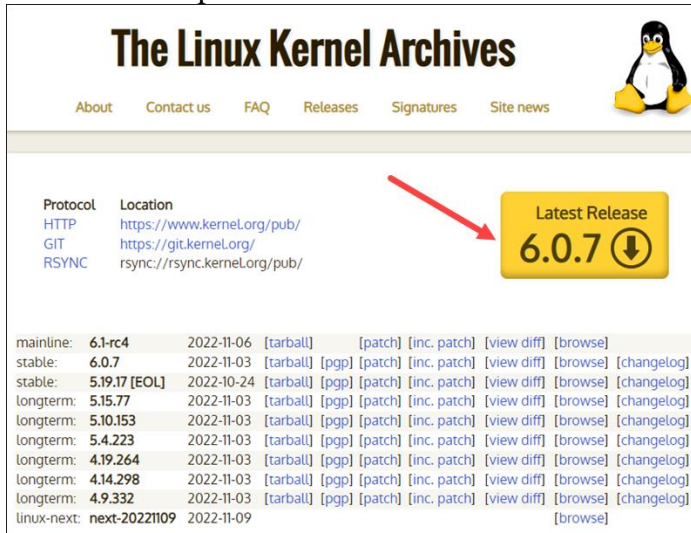 The Linux Kernel Archives
About Contact us FAQ Releases Signatures Site news
Protocol Location
HTTP https://www.kernel.org/pub/
GIT https://git.kernel.org/
RSYNC rsync://rsync.kernel.org/pub/
Latest Release
6.0.7
mainline: 6.1-rc4 2022-11-06 [tarball] [patch] [inc. patch] [view diff] [browse]
stable: 6.0.7 2022-11-03 [tarball] [pgp] [patch] [inc. patch] [view diff] [browse] [changelog]
stable: 5.19.17 [EOL] 2022-10-24 [tarball] [pgp] [patch] [inc. patch] [view diff] [browse] [changelog]
longterm: 5.15.77 2022-11-03 [tarball] [pgp] [patch] [inc. patch] [view diff] [browse] [changelog]
longterm: 5.10.153 2022-11-03 [tarball] [pgp] [patch] [inc. patch] [view diff] [browse] [changelog]
longterm: 5.4.223 2022-11-03 [tarball] [pgp] [patch] [inc. patch] [view diff] [browse] [changelog]
longterm: 4.19.264 2022-11-03 [tarball] [pgp] [patch] [inc. patch] [view diff] [browse] [changelog]
longterm: 4.14.298 2022-11-03 [tarball] [pgp] [patch] [inc. patch] [view diff] [browse] [changelog]
longterm: 4.9.332 2022-11-03 [tarball] [pgp] [patch] [inc. patch] [view diff] [browse] [changelog]
linux-next: next-20221109 2022-11-09 [browse]